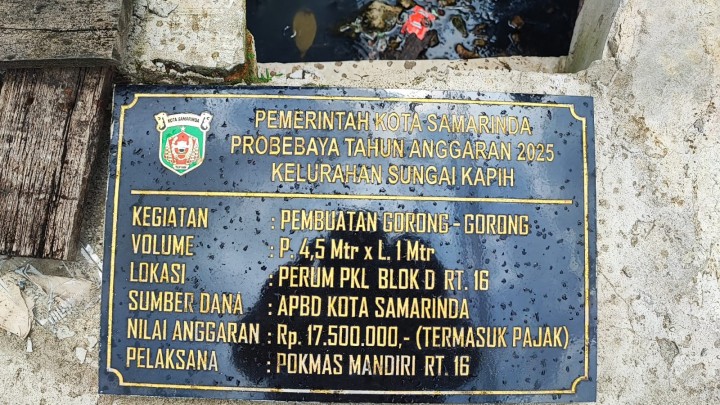 KOTA SAMARINDA
PEMERINTAH KOTA SAMARINDA
PROBEBAYA TAHUN ANGGARAN 2025
KELURAHAN SUNGAI KAPIH
KEGIATAN : PEMBUATAN GORONG - GORONG
VOLUME : P. 4,5 Mtr x L. 1 Mtr
LOKASI : PERUM PKL BLOK D RT. 16
SUMBER DANA : APBD KOTA SAMARINDA
NILAI ANGGARAN : Rp. 17.500.000,- (TERMASUK PAJAK)
PELAKSANA : POKMAS MANDIRI RT. 16